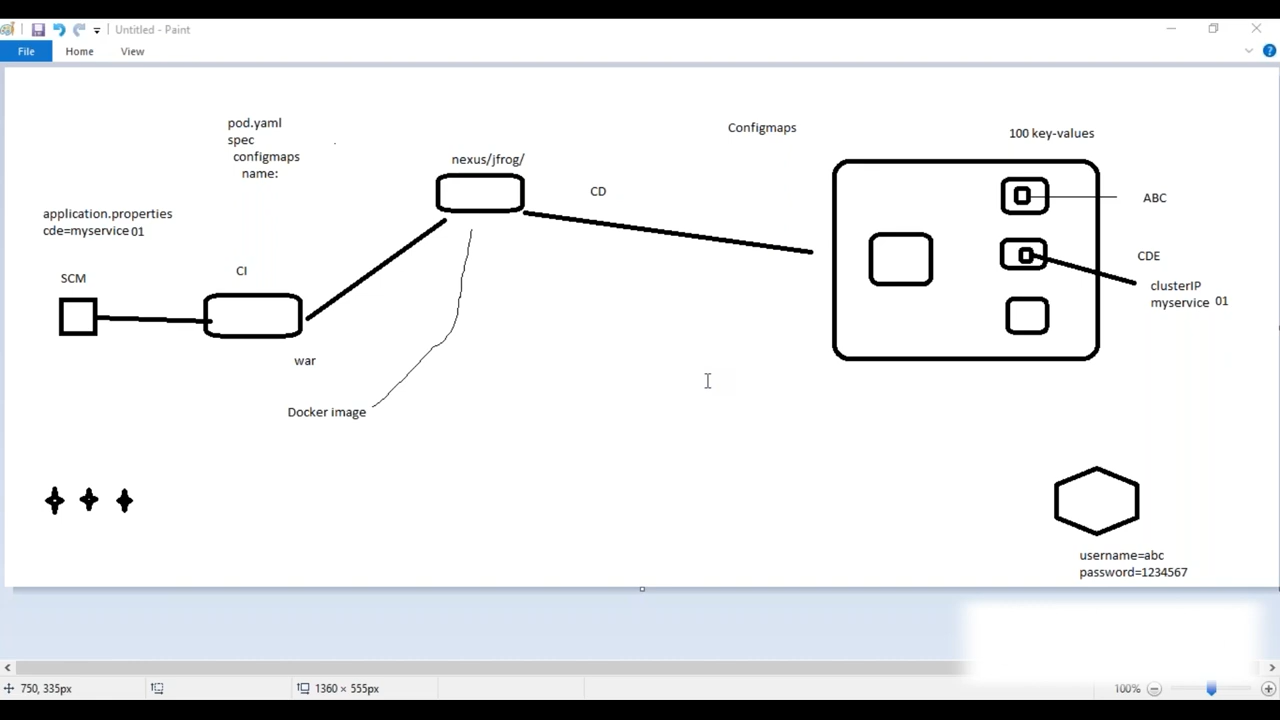 Untitled - Paint
File
Home
View
pod.yaml
spec
configmaps
name:
Configmaps
100 key-values
nexus/jfrog/
CD
ABC
application.properties
cde=myservice 01
CDE
SCM
CI
clusterIP
myservice 01
war
Docker image
username=abc
password=1234567
750, 335px
1360 × 555px
100%